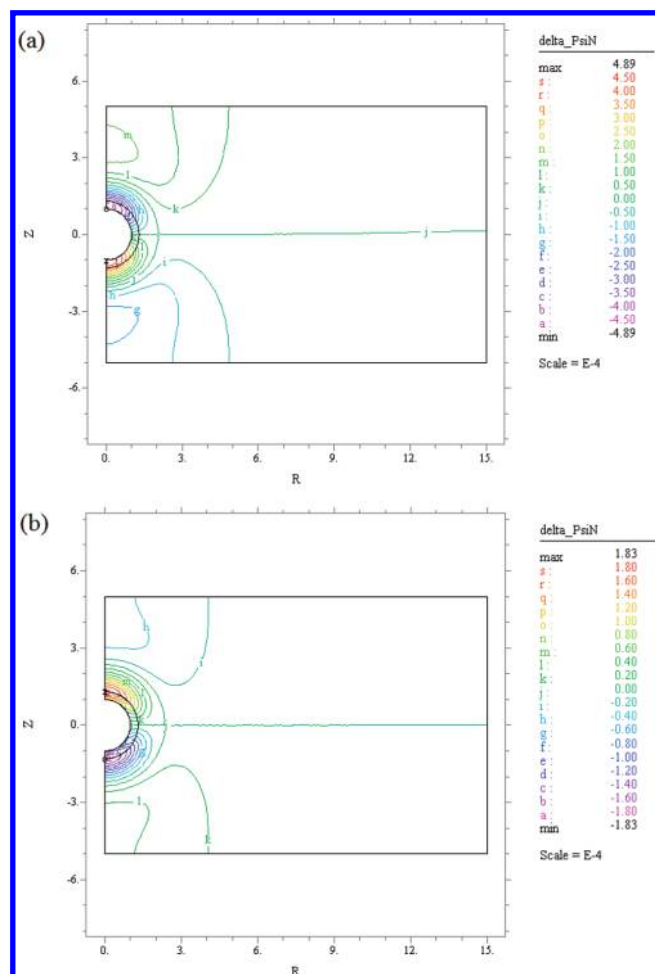 (a)
delta_PsiN
max 4.89
s: 4.50
r: 4.00
q: 3.50
p: 3.00
o: 2.50
n: 2.00
m: 1.50
l: 1.00
k: 0.50
j: 0.00
i: -0.50
h: -1.00
g: -1.50
f: -2.00
e: -2.50
d: -3.00
c: -3.50
b: -4.00
a: -4.50
min -4.89
Scale = E-4
6.
3.
Z 0.
-3.
-6.
m
l
k
j
i
h
g
0. 3. 6. 9. 12. 15.
R
(b)
delta_PsiN
max 1.83
s: 1.80
r: 1.60
q: 1.40
p: 1.20
o: 1.00
n: 0.80
m: 0.60
l: 0.40
k: 0.20
j: 0.00
i: -0.20
h: -0.40
g: -0.60
f: -0.80
e: -1.00
d: -1.20
c: -1.40
b: -1.60
a: -1.80
min -1.83
Scale = E-4
6.
3.
Z 0.
-3.
-6.
h
i
m
l
k
0. 3. 6. 9. 12. 15.
R